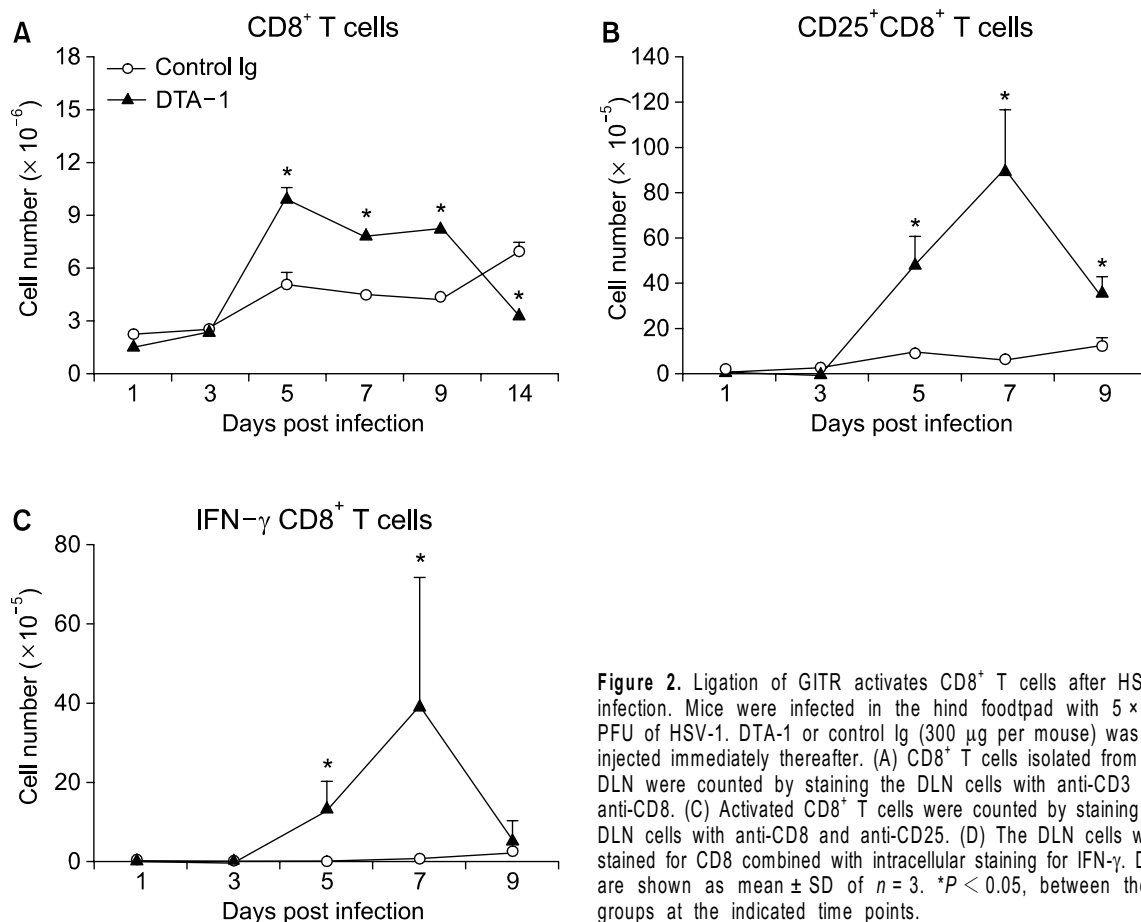 A
CD8⁺ T cells
Control Ig
DTA−1
Cell number (× 10⁻⁶)
18
15
12
9
6
3
0
* * * *
1 3 5 7 9 14
Days post infection
B
CD25⁺CD8⁺ T cells
Cell number (× 10⁻⁵)
140
120
100
80
60
40
20
0
* * *
1 3 5 7 9
Days post infection
C
IFN−γ CD8⁺ T cells
Cell number (×10⁻⁵)
80
60
40
20
0
* *
1 3 5 7 9
Days post infection
Figure 2. Ligation of GITR activates CD8⁺ T cells after HS
infection. Mice were infected in the hind foodtpad with 5 ×
PFU of HSV-1. DTA-1 or control Ig (300 μg per mouse) was
injected immediately thereafter. (A) CD8⁺ T cells isolated from
DLN were counted by staining the DLN cells with anti-CD3
anti-CD8. (C) Activated CD8⁺ T cells were counted by staining
DLN cells with anti-CD8 and anti-CD25. (D) The DLN cells w
stained for CD8 combined with intracellular staining for IFN-γ. D
are shown as mean ± SD of n = 3. *P < 0.05, between the
groups at the indicated time points.